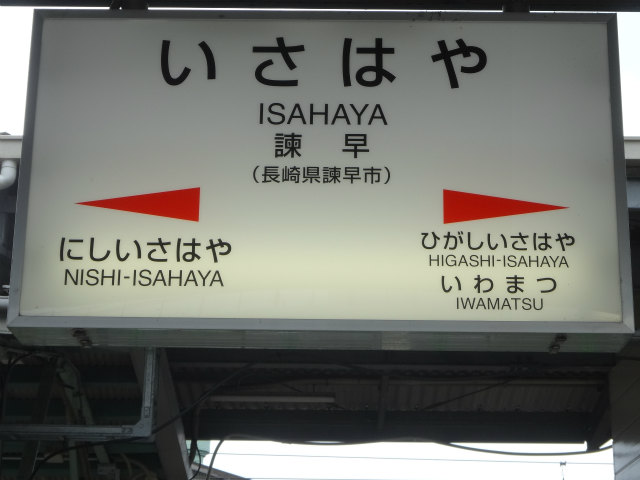 いさはや
ISAHAYA
諫早
（長崎県諫早市）
にしいさはや
NISHI-ISAHAYA
ひがしいさはや
HIGASHI-ISAHAYA
いわまつ
IWAMATSU